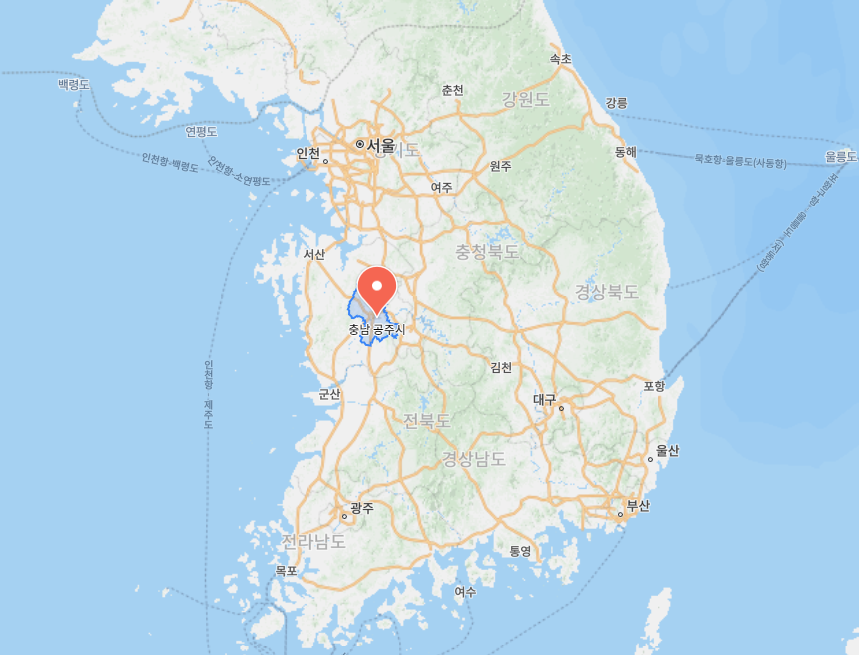 속초
백령도
춘천
강원도
강릉
연평도
서울
경기도
인천
동해
인천항-백령도
인천항-소연평도
묵호항-울릉도(사동항)
울릉도
원주
여주
서산
충청북도
경상북도
충남 공주시
인천항-제주도
김천
포항
군산
대구
전북도
울산
경상남도
광주
부산
전라남도
통영
목포
여수